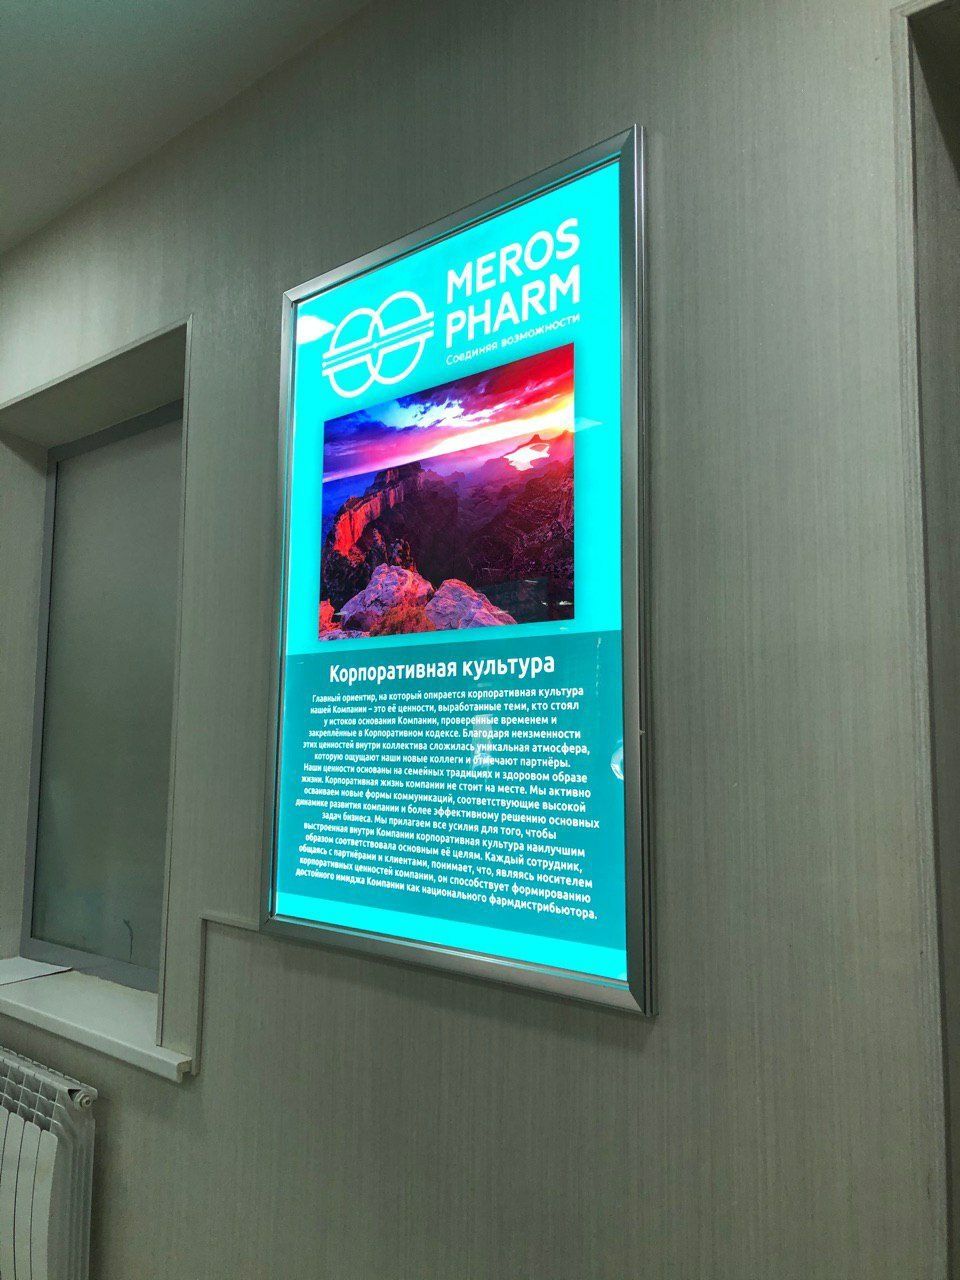 MEROS
PHARM
Соединяя возможности
Корпоративная культура
Главный ориентир, на который опирается корпоративная культура
нашей Компании – это её ценности, выработанные теми, кто стоял
у истоков основания Компании, проверенные временем и
закреплённые в Корпоративном кодексе. Благодаря неизменности
этих ценностей внутри коллектива сложилась уникальная атмосфера,
которую ощущают наши новые коллеги и отмечают партнёры.
Наши ценности основаны на семейных традициях и здоровом образе
жизни. Корпоративная жизнь компании не стоит на месте. Мы активно
осваиваем новые формы коммуникаций, соответствующие высокой
динамике развития компании и более эффективному решению основных
задач бизнеса. Мы прилагаем все усилия для того, чтобы
выстроенная внутри Компании корпоративная культура наилучшим
образом соответствовала основным её целям. Каждый сотрудник,
общаясь с партнёрами и клиентами, понимает, что, являясь носителем
корпоративных ценностей компании, он способствует формированию
достойного имиджа Компании как национального фармдистрибьютора.